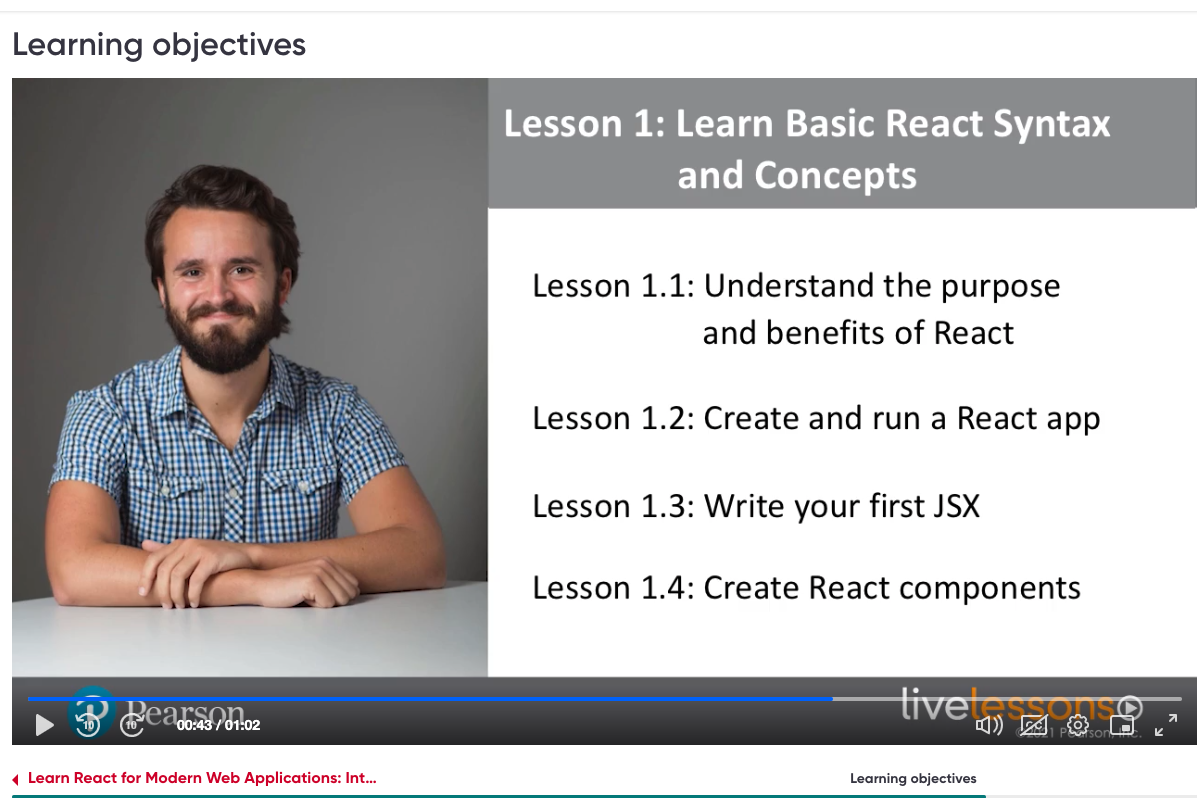 Learning objectives
Lesson 1: Learn Basic React Syntax
and Concepts
Lesson 1.1: Understand the purpose
and benefits of React
Lesson 1.2: Create and run a React app
Lesson 1.3: Write your first JSX
Lesson 1.4: Create React components
Pearson
livelessons
10
10
00:43 / 01:02
CC
©2021 Pearson, Inc.
Learn React for Modern Web Applications: Int...
Learning objectives